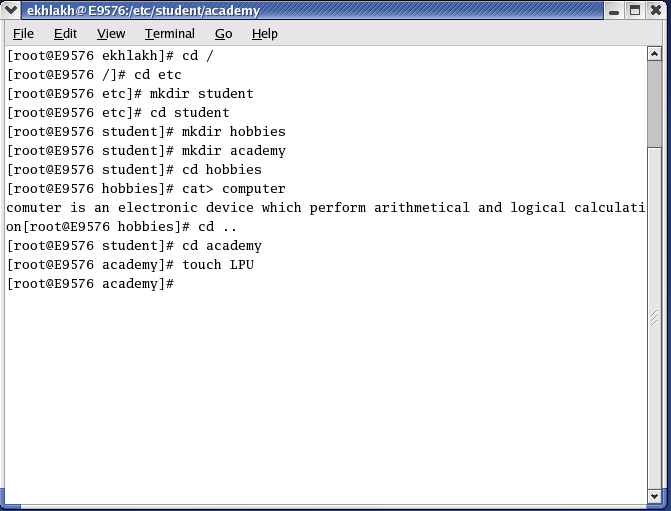 ekhlakh@E9576:/etc/student/academy
File Edit View Terminal Go Help
[root@E9576 ekhlakh]# cd /
[root@E9576 /]# cd etc
[root@E9576 etc]# mkdir student
[root@E9576 etc]# cd student
[root@E9576 student]# mkdir hobbies
[root@E9576 student]# mkdir academy
[root@E9576 student]# cd hobbies
[root@E9576 hobbies]# cat> computer
comuter is an electronic device which perform arithmetical and logical calculati
on[root@E9576 hobbies]# cd ..
[root@E9576 student]# cd academy
[root@E9576 academy]# touch LPU
[root@E9576 academy]#